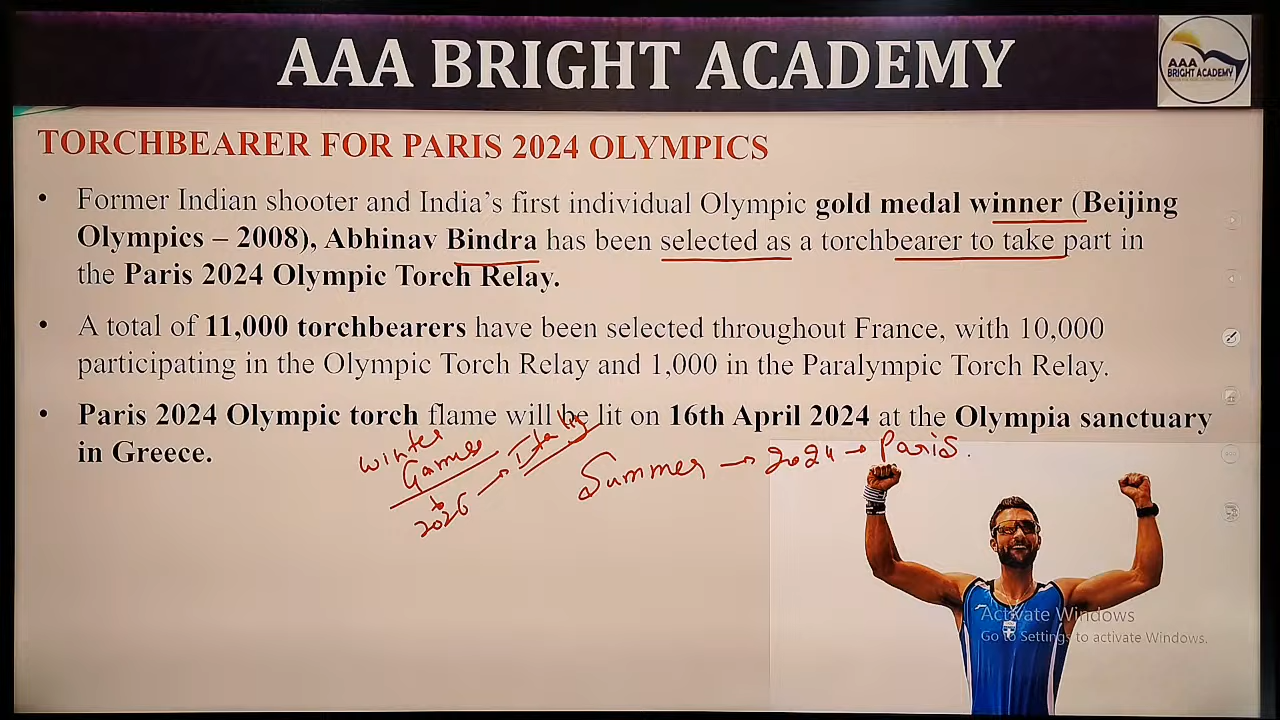 AAA BRIGHT ACADEMY
AAA
BRIGHT ACADEMY
TORCHBEARER FOR PARIS 2024 OLYMPICS
• Former Indian shooter and India's first individual Olympic gold medal winner (Beijing
Olympics – 2008), Abhinav Bindra has been selected as a torchbearer to take part in
the Paris 2024 Olympic Torch Relay.
• A total of 11,000 torchbearers have been selected throughout France, with 10,000
participating in the Olympic Torch Relay and 1,000 in the Paralympic Torch Relay.
• Paris 2024 Olympic torch flame will be lit on 16th April 2024 at the Olympia sanctuary
in Greece.
Winter
Games
2026 → Italy
Summer → 2024 → Paris.
Activate Windows
Go to Settings to activate Windows.